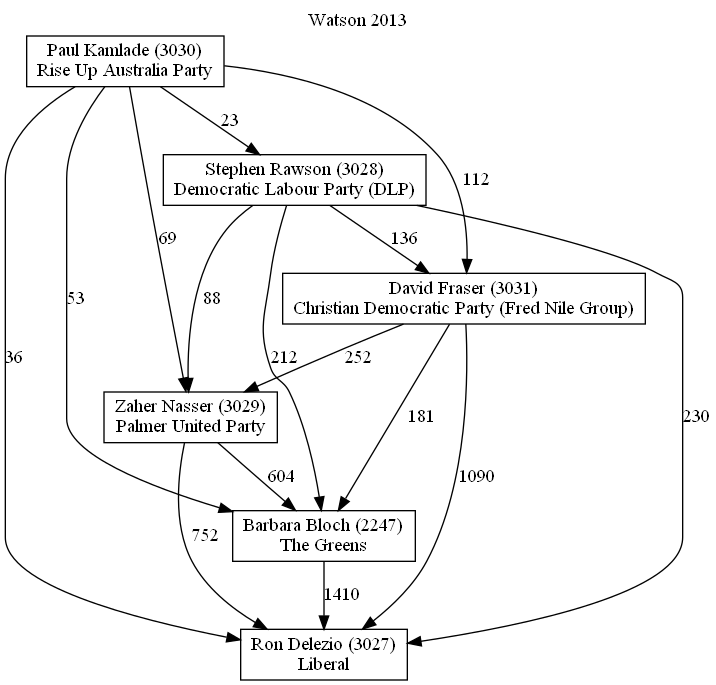 Watson 2013
Paul Kamlade (3030)
Rise Up Australia Party
23
Stephen Rawson (3028)
Democratic Labour Party (DLP)
112
69
136
88
53
David Fraser (3031)
Christian Democratic Party (Fred Nile Group)
36
212
252
Zaher Nasser (3029)
Palmer United Party
181
230
604
1090
752
Barbara Bloch (2247)
The Greens
1410
Ron Delezio (3027)
Liberal